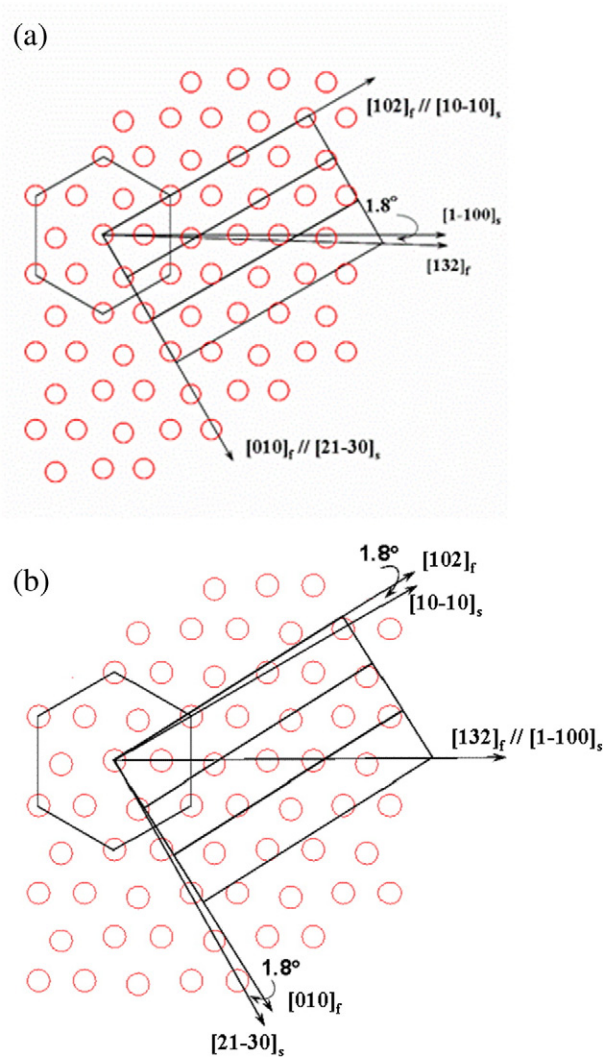 (a)
[102]f // [10-10]s
1.8°
[1-100]s
[132]f
[010]f // [21-30]s
(b)
1.8°
[102]f
[10-10]s
[132]f // [1-100]s
1.8°
[010]f
[21-30]s